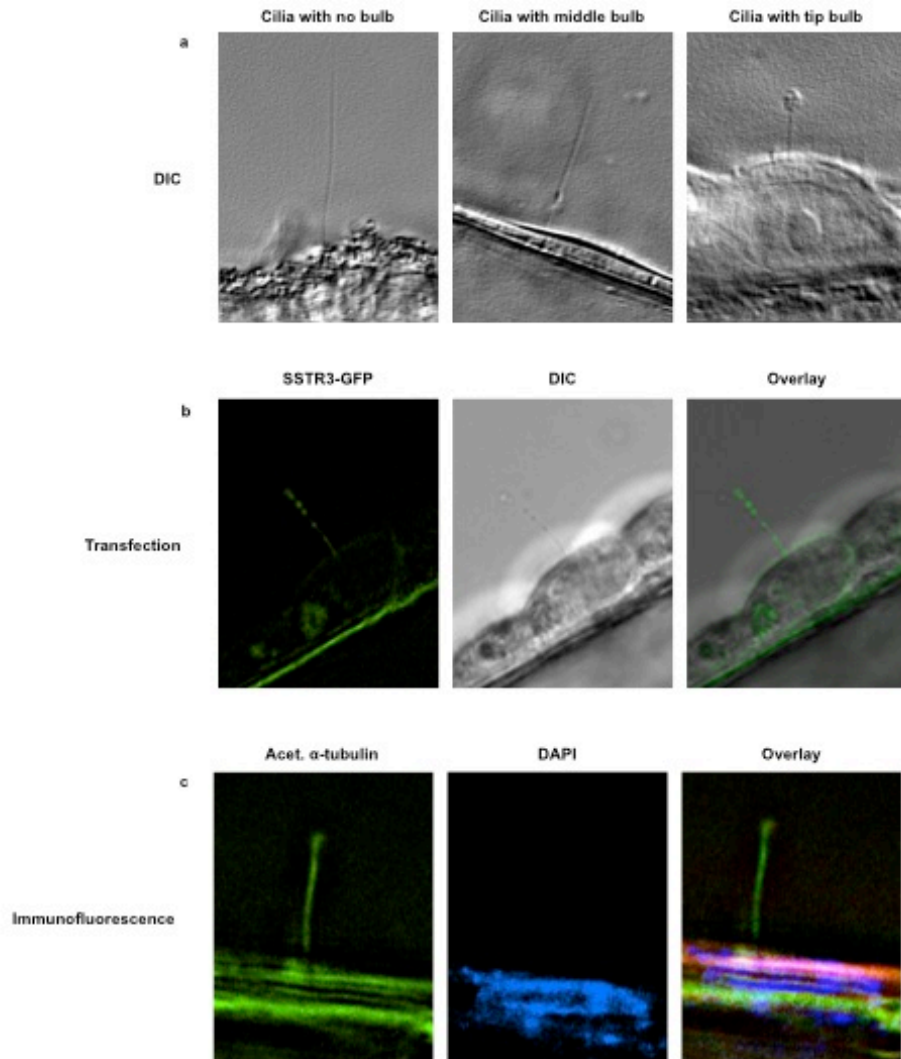 Cilia with no bulb Cilia with middle bulb Cilia with tip bulb
a
DIC
SSTR3-GFP DIC Overlay
b
Transfection
Acet. α-tubulin DAPI Overlay
c
Immunofluorescence